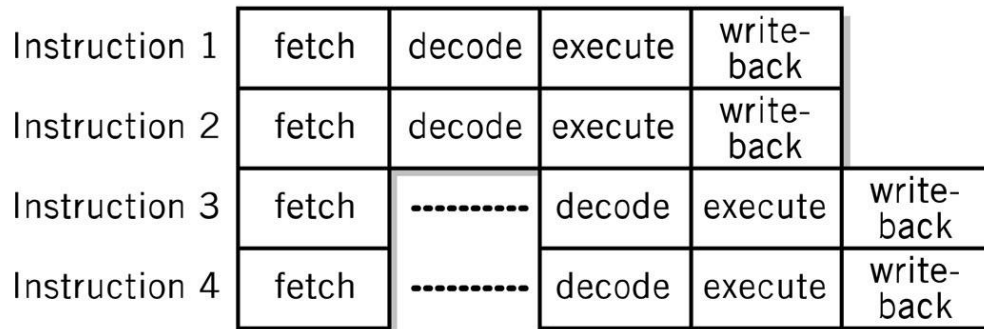 Instruction 1 fetch decode execute write-back
Instruction 2 fetch decode execute write-back
Instruction 3 fetch ---------- decode execute write-back
Instruction 4 fetch ---------- decode execute write-back